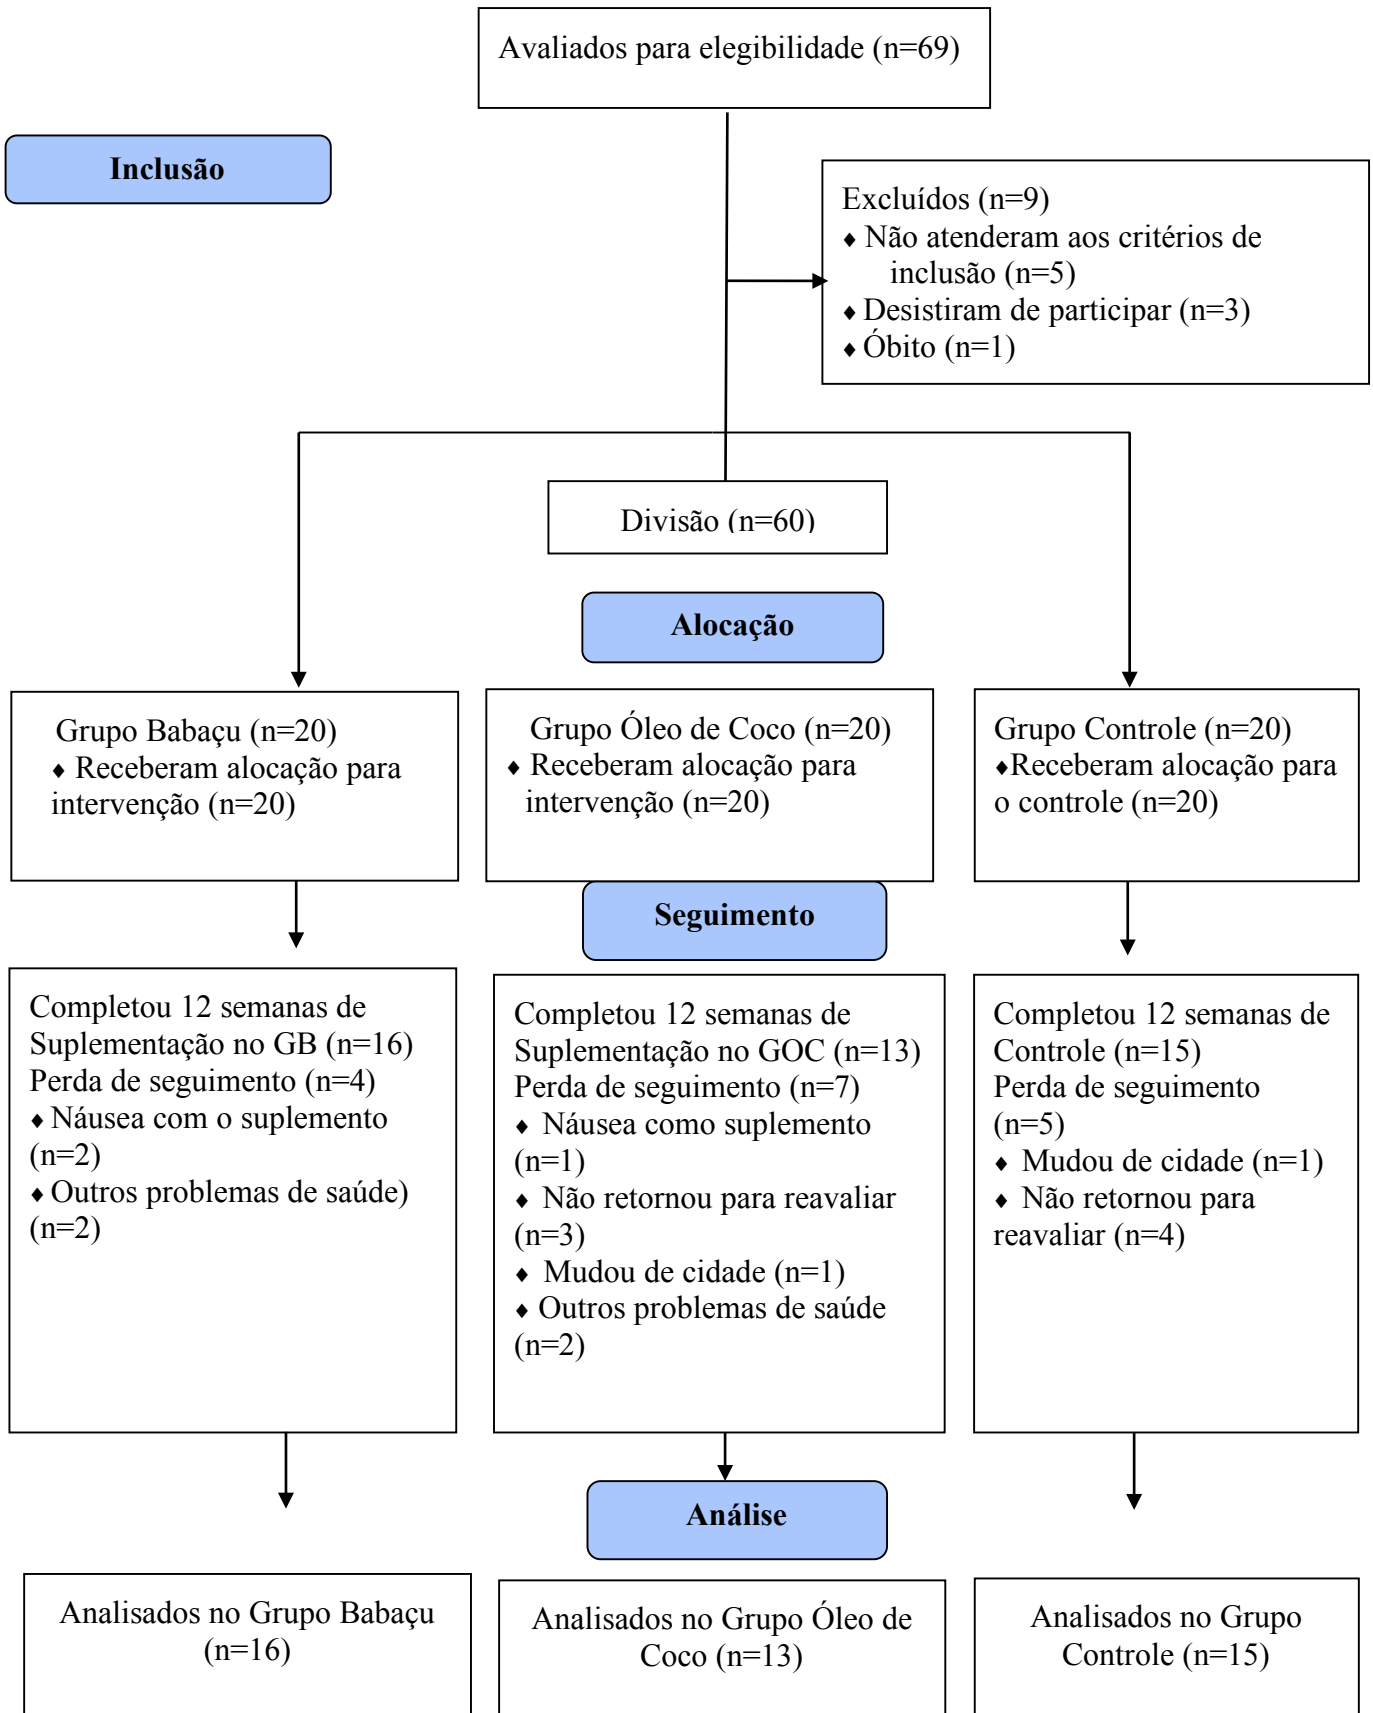 Avaliados para elegibilidade (n=69)
Inclusão
Excluídos (n=9)
♦ Não atenderam aos critérios de
inclusão (n=5)
♦ Desistiram de participar (n=3)
♦ Óbito (n=1)
Divisão (n=60)
Alocação
Grupo Babaçu (n=20)
♦ Receberam alocação para
intervenção (n=20)
Grupo Óleo de Coco (n=20)
♦ Receberam alocação para
intervenção (n=20)
Grupo Controle (n=20)
♦Receberam alocação para
o controle (n=20)
Seguimento
Completou 12 semanas de
Suplementação no GB (n=16)
Perda de seguimento (n=4)
♦ Náusea com o suplemento
(n=2)
♦ Outros problemas de saúde)
(n=2)
Completou 12 semanas de
Suplementação no GOC (n=13)
Perda de seguimento (n=7)
♦ Náusea como suplemento
(n=1)
♦ Não retornou para reavaliar
(n=3)
♦ Mudou de cidade (n=1)
♦ Outros problemas de saúde
(n=2)
Completou 12 semanas de
Controle (n=15)
Perda de seguimento
(n=5)
♦ Mudou de cidade (n=1)
♦ Não retornou para
reavaliar (n=4)
Análise
Analisados no Grupo Babaçu
(n=16)
Analisados no Grupo Óleo de
Coco (n=13)
Analisados no Grupo
Controle (n=15)